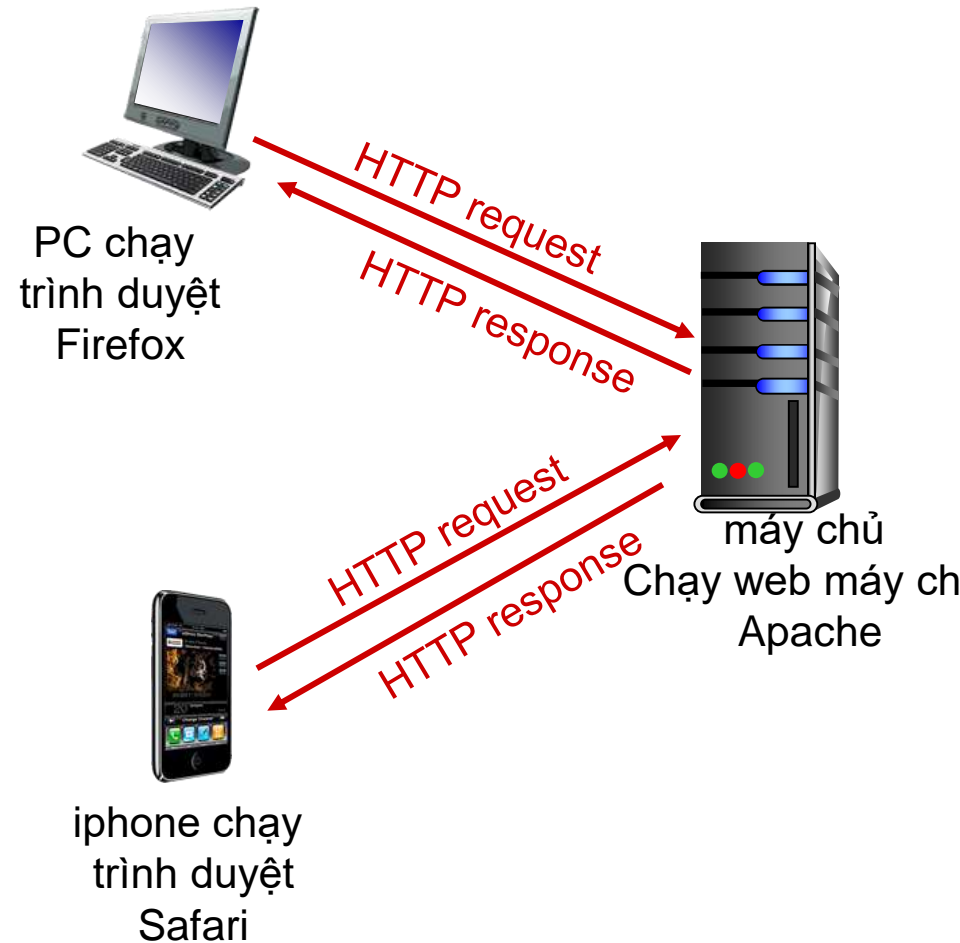 HTTP request
HTTP response
PC chạy
trình duyệt
Firefox
HTTP request
HTTP response
máy chủ
Chạy web máy ch
Apache
iphone chạy
trình duyệt
Safari